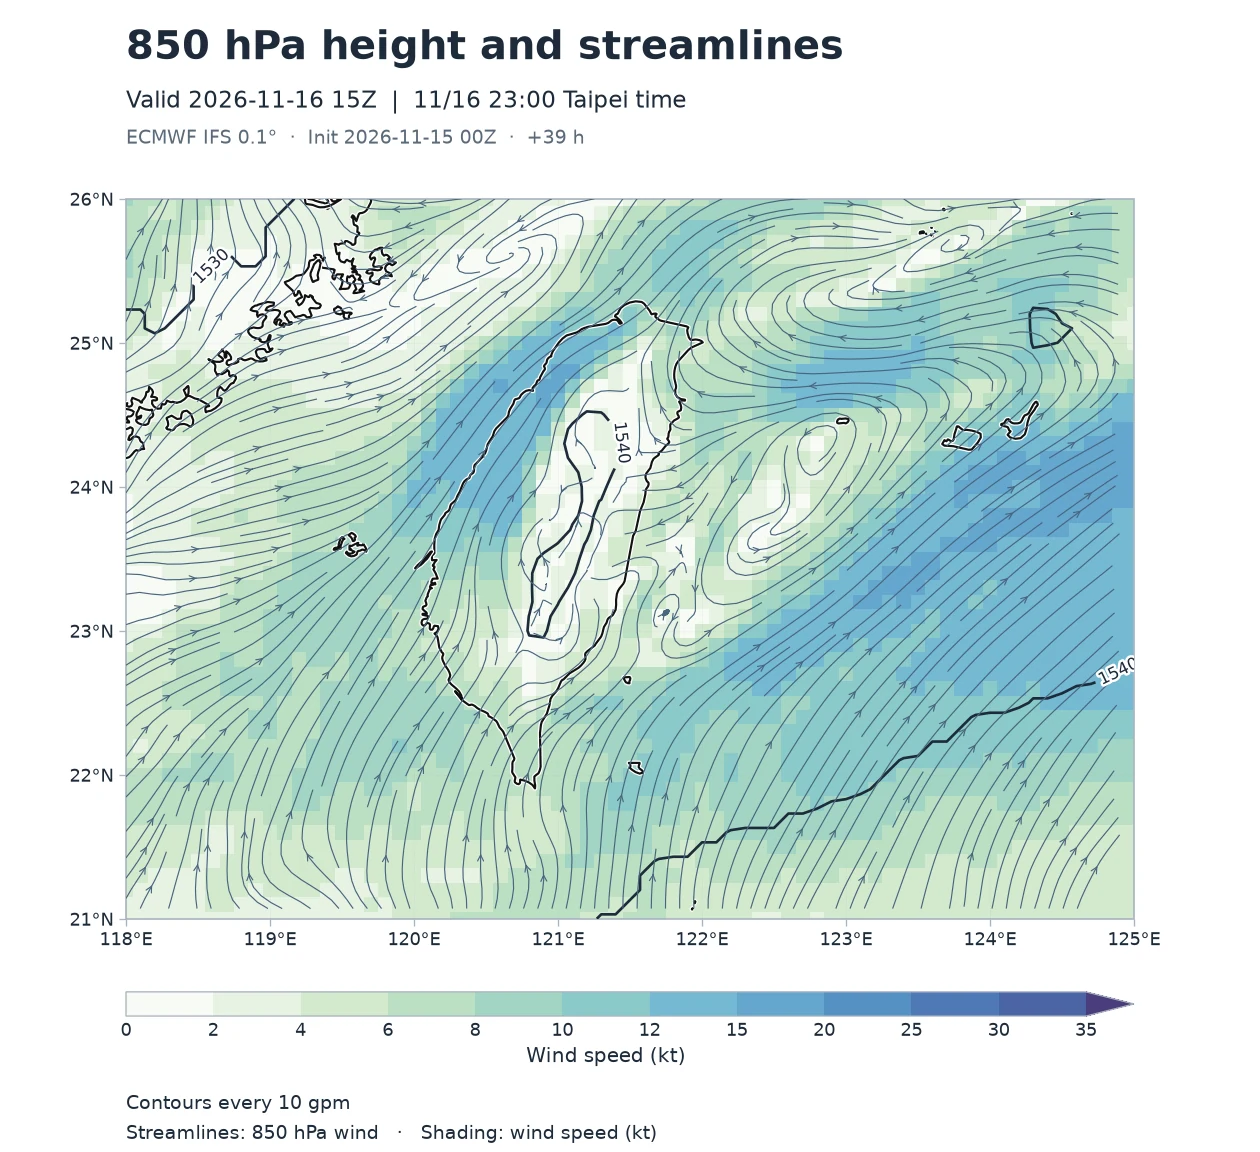 850 hPa height and streamlines
Valid 2026-11-16 15Z | 11/16 23:00 Taipei time
ECMWF IFS 0.1° · Init 2026-11-15 00Z · +39 h
26°N
25°N
24°N
23°N
22°N
21°N
1530
1540
1540
118°E 119°E 120°E 121°E 122°E 123°E 124°E 125°E
0 2 4 6 8 10 12 15 20 25 30 35
Wind speed (kt)
Contours every 10 gpm
Streamlines: 850 hPa wind · Shading: wind speed (kt)